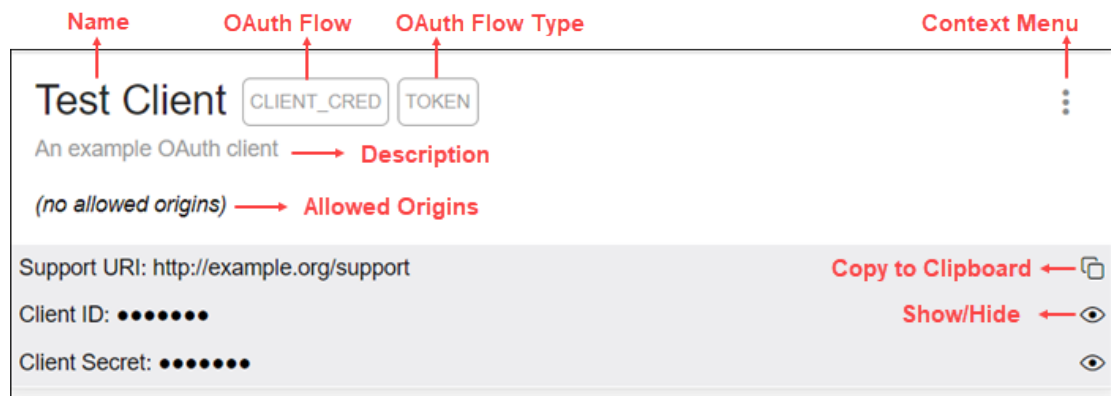 Name OAuth Flow OAuth Flow Type Context Menu
Test Client CLIENT_CRED TOKEN
An example OAuth client Description
(no allowed origins) Allowed Origins
Support URI: http://example.org/support Copy to Clipboard
Client ID: ●●●●●●● Show/Hide
Client Secret: ●●●●●●●